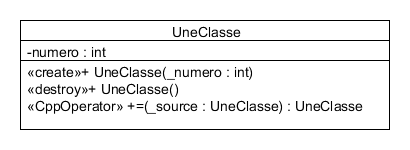 UneClasse
-numero : int
«create»+ UneClasse(_numero : int)
«destroy»+ UneClasse()
«CppOperator» +=(_source : UneClasse) : UneClasse